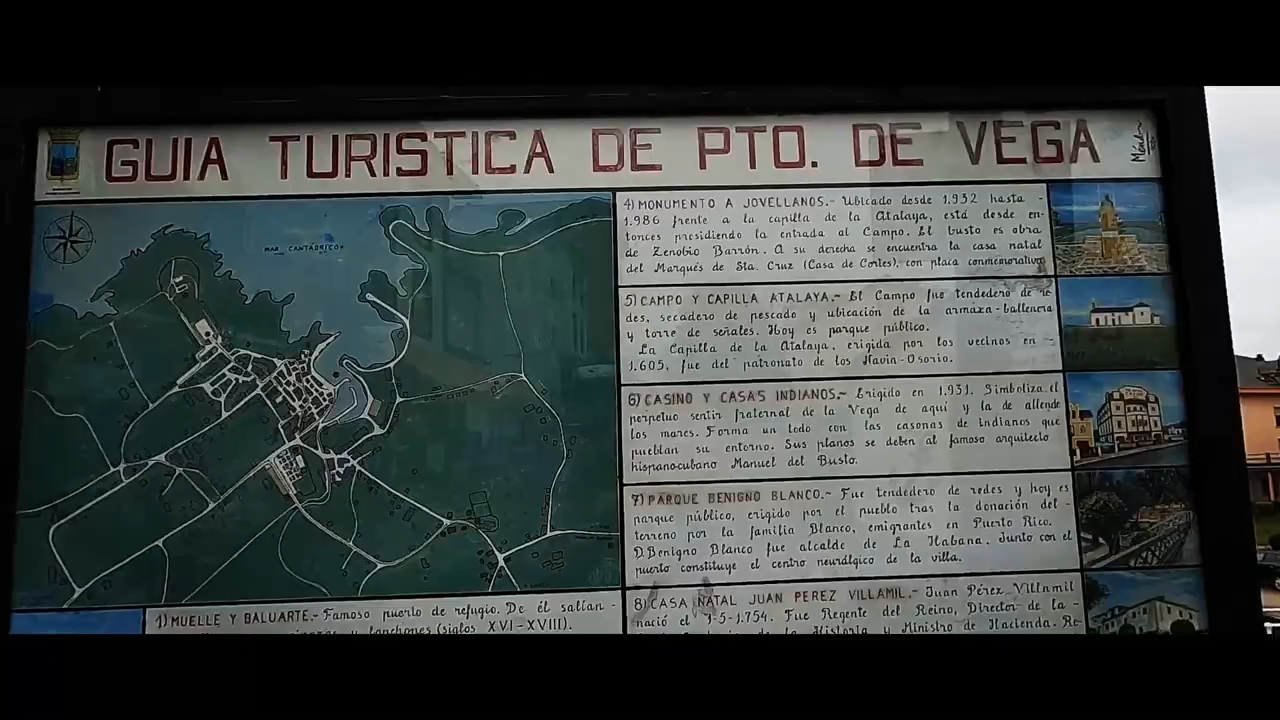 GUIA TURISTICA DE PTO. DE VEGA
MAR CANTABRICO
4) MONUMENTO A JOVELLANOS.- Ubicado desde 1.932 hasta -
1.986 frente a la capilla de la Atalaya, está desde en-
tonces presidiendo la entrada al Campo. El busto es obra
de Zenobio Barrón. A su derecha se encuentra la casa natal
del Marqués de Sta. Cruz (Casa de Cortes), con placa conmemorativa
5) CAMPO Y CAPILLA ATALAYA.- El Campo fue tendedero de re-
des, secadero de pescado y ubicación de la armaza-ballenera
y torre de señales. Hoy es parque público.
La Capilla de la Atalaya, erigida por los vecinos en -
1.605, fue del patronato de los Navia-Osorio.
6) CASINO Y CASAS INDIANOS.- Erigido en 1.931. Simboliza el
perpetuo sentir fraternal de la Vega de aquí y la de allende
los mares. Forma un todo con las casonas de indianos que
pueblan su entorno. Sus planos se deben al famoso arquitecto
hispanocubano Manuel del Busto.
7) PARQUE BENIGNO BLANCO.- Fue tendedero de redes y hoy es
parque público, erigido por el pueblo tras la donación del -
terreno por la familia Blanco, emigrantes en Puerto Rico.
D. Benigno Blanco fue alcalde de La Habana. Junto con el
puerto constituye el centro neurálgico de la villa.
8) CASA NATAL JUAN PEREZ VILLAMIL.- Juan Pérez Villamil
nació el 1-5-1.754. Fue Regente del Reino, Director de la -
de la Historia y Ministro de Hacienda. Re-
1) MUELLE Y BALUARTE.- Famoso puerto de refugio. De él salían -
y lanchones (siglos XVI-XVIII).